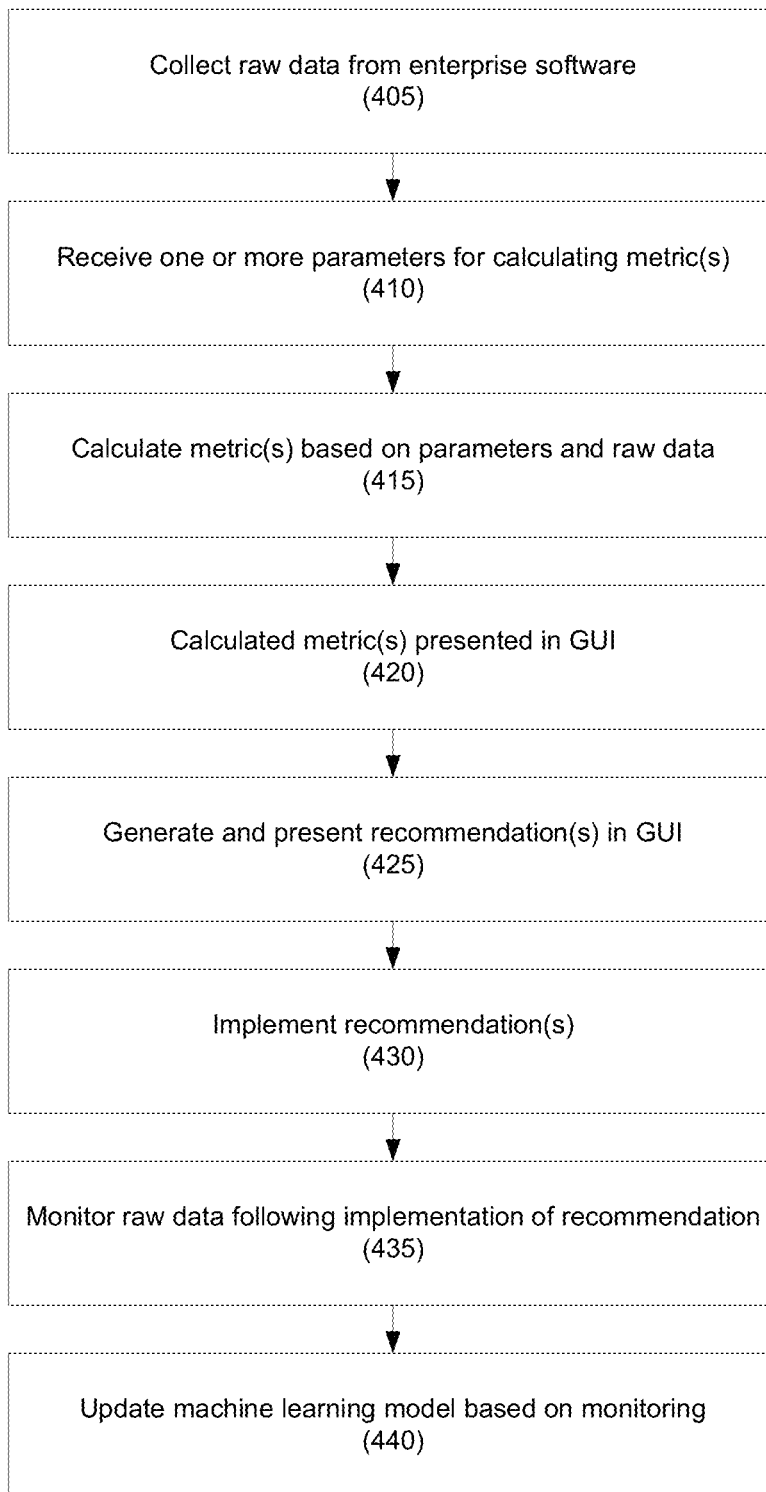 Collect raw data from enterprise software
(405)
Receive one or more parameters for calculating metric(s)
(410)
Calculate metric(s) based on parameters and raw data
(415)
Calculated metric(s) presented in GUI
(420)
Generate and present recommendation(s) in GUI
(425)
Implement recommendation(s)
(430)
Monitor raw data following implementation of recommendation
(435)
Update machine learning model based on monitoring
(440)